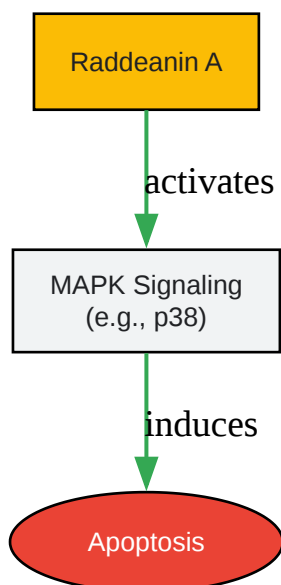 Raddeanin A
activates
MAPK Signaling
(e.g., p38)
induces
Apoptosis